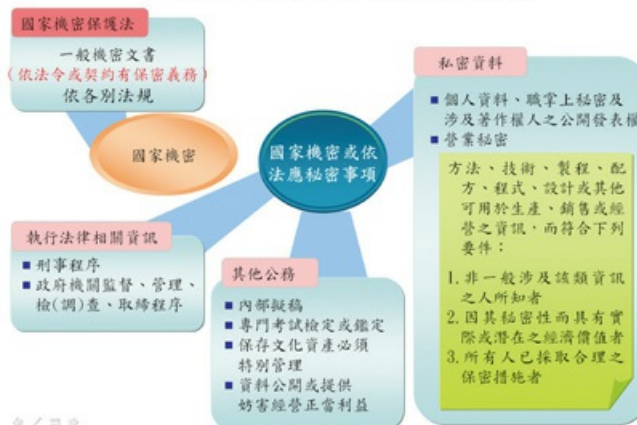 國家機密保護法
一般機密文書
(依法令或契約有保密義務)
依各別法規
國家機密
國家機密或依
法應秘密事項
執行法律相關資訊
■ 刑事程序
■ 政府機關監督、管理、
檢(調)查、取締程序
其他公務
■ 內部擬稿
■ 專門考試檢定或鑑定
■ 保存文化資產必須
特別管理
■ 資料公開或提供
妨害經營正當利益
私密資料
■ 個人資料、職掌上秘密及
涉及著作權人之公開發表權
■ 營業秘密
方法、技術、製程、配
方、程式、設計或其他
可用於生產、銷售或經
營之資訊,而符合下列
要件:
1. 非一般涉及該類資訊
之人所知者
2. 因其秘密性而具有實
際或潛在之經濟價值者
3. 所有人已採取合理之
保密措施者